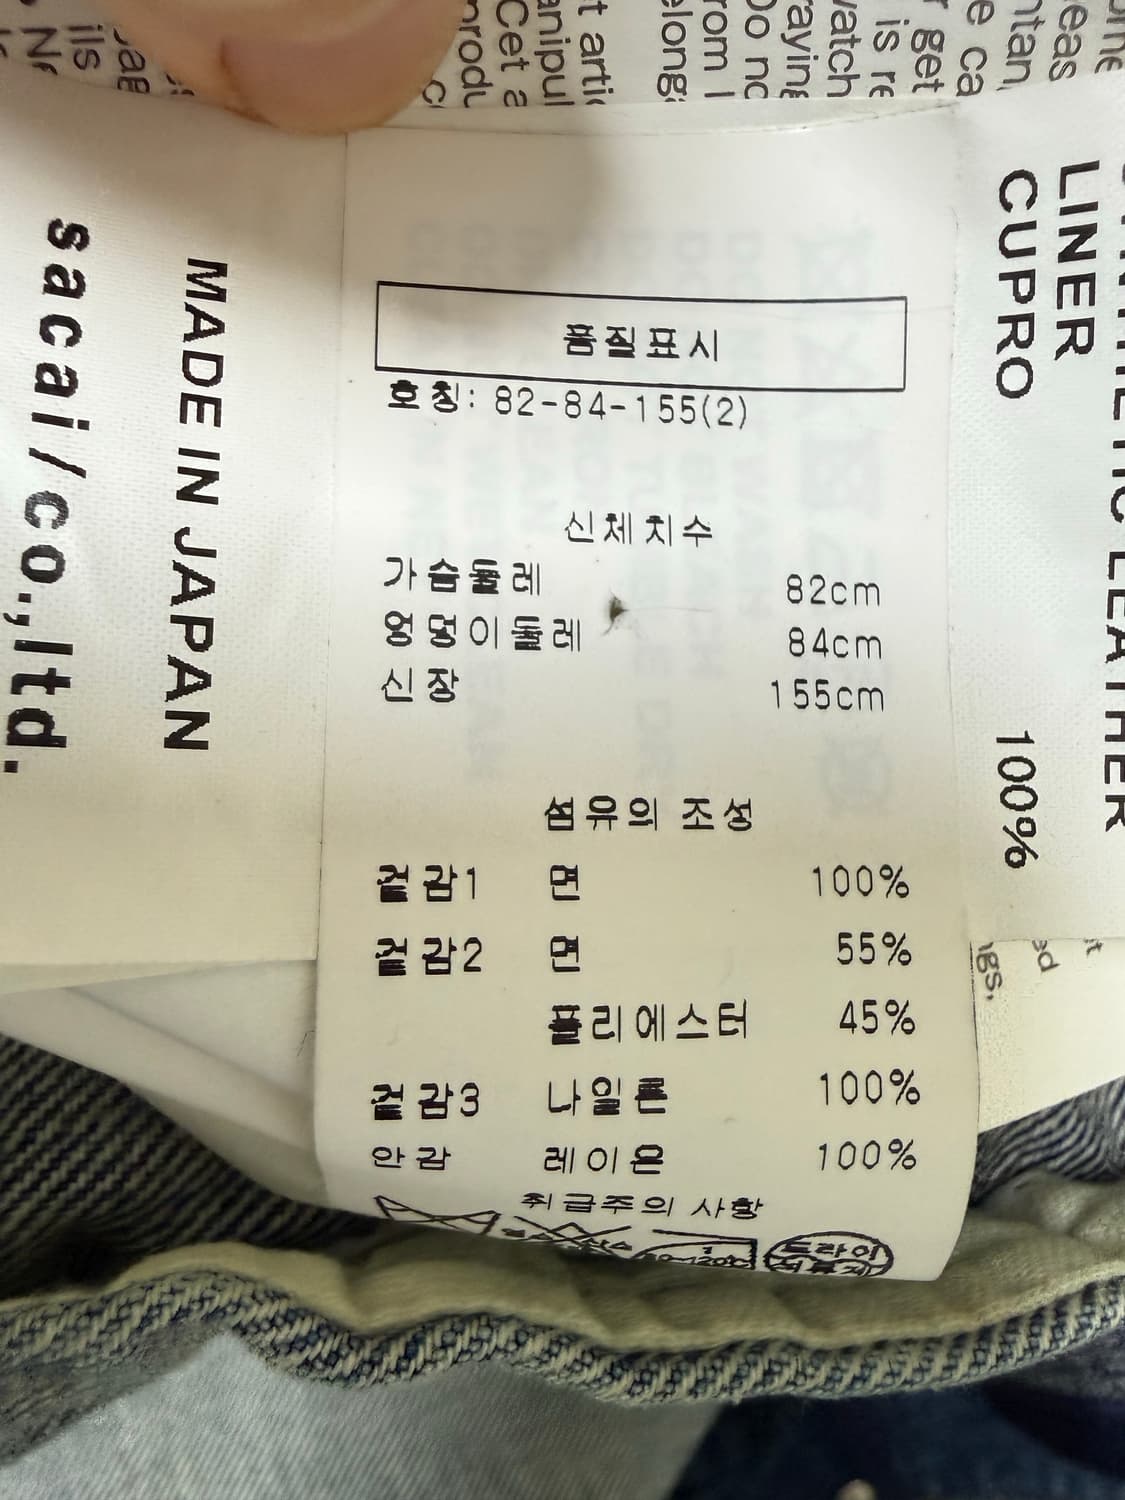 품질표시
호칭: 82-84-155(2)
신체치수
가슴둘레 82cm
엉덩이둘레 84cm
신장 155cm
섬유의 조성
겉감1 면 100%
겉감2 면 55%
폴리에스터 45%
겉감3 나일론 100%
안감 레이온 100%
취급주의 사항
드라이
MADE IN JAPAN
sacai/co.,ltd.
LEATHER
LINER
CUPRO 100%